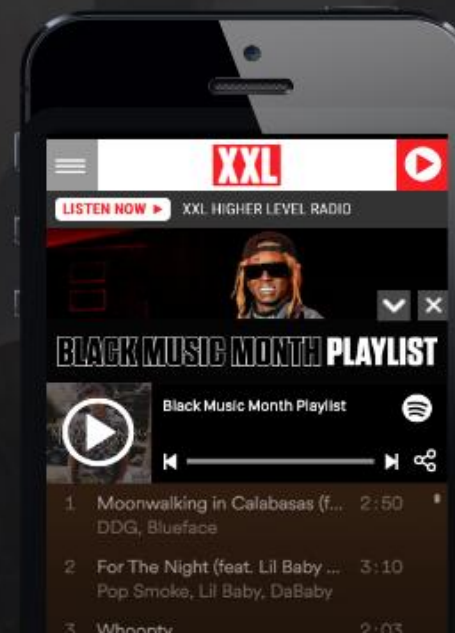 XXL
LISTEN NOW ▶ XXL HIGHER LEVEL RADIO
BLACK MUSIC MONTH PLAYLIST
Black Music Month Playlist
1 Moonwalking in Calabasas (f... 2:50
DDG, Blueface
2 For The Night (feat. Lil Baby ... 3:10
Pop Smoke, Lil Baby, DaBaby
3 Whoopty 2:03